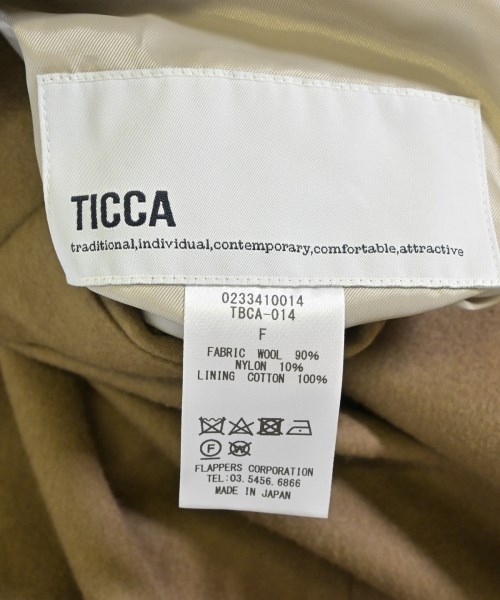 TICCA
traditional,individual,contemporary,comfortable,attractive
0233410014
TBCA-014
F
FABRIC WOOL 90%
NYLON 10%
LINING COTTON 100%
FLAPPERS CORPORATION
TEL:03.5456.6866
MADE IN JAPAN